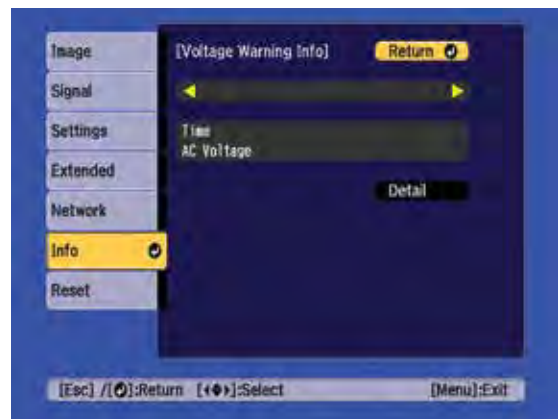 Image
Signal
Settings
Extended
Network
Info
Reset
[Voltage Warning Info]
Return
Time
AC Voltage
Detail
[Esc] /[ ]:Return [ ]:Select [Menu]:Exit